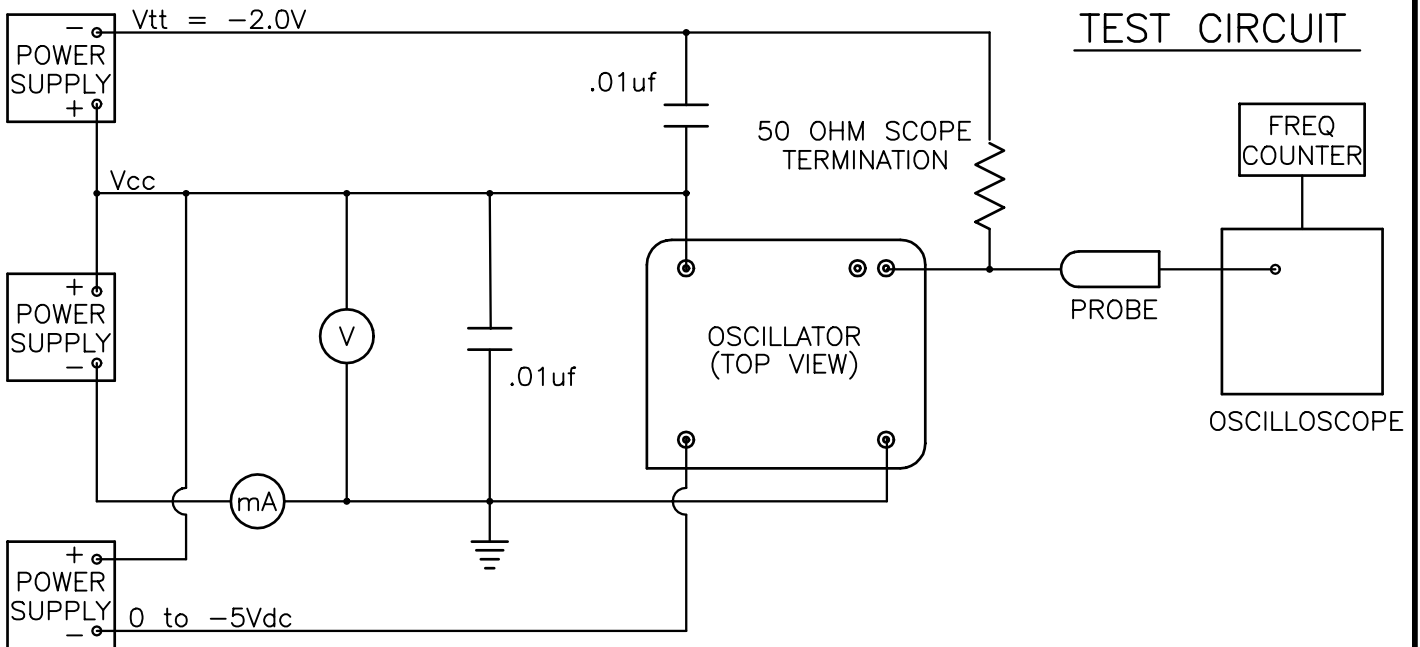 TEST CIRCUIT
Vtt = -2.0V
-
POWER
SUPPLY
+
.01uf
50 OHM SCOPE
TERMINATION
FREQ
COUNTER
Vcc
+
POWER
SUPPLY
-
V
.01uf
OSCILLATOR
(TOP VIEW)
PROBE
OSCILLOSCOPE
mA
+
POWER
SUPPLY
-
0 to -5Vdc